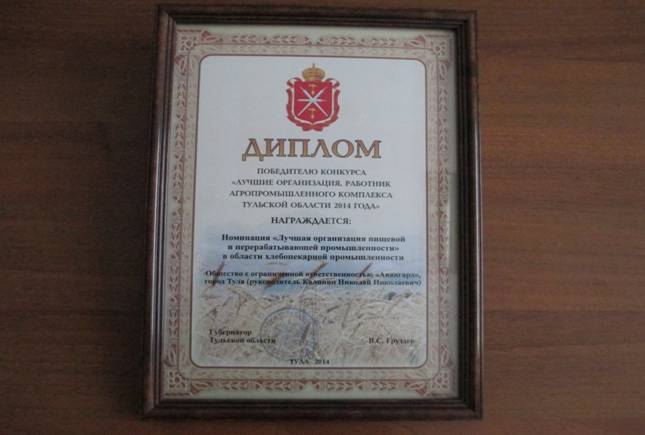 ДИПЛОМ
ПОБЕДИТЕЛЮ КОНКУРСА
«ЛУЧШИЕ ОРГАНИЗАЦИЯ, РАБОТНИК
АГРОПРОМЫШЛЕННОГО КОМПЛЕКСА
ТУЛЬСКОЙ ОБЛАСТИ 2014 ГОДА»
НАГРАЖДАЕТСЯ:
Номинация «Лучшая организация пищевой
и перерабатывающей промышленности»
в области хлебопекарной промышленности
Общество с ограниченной ответственностью «Авангард»,
город Тула (руководитель Калинин Николай Николаевич)
Губернатор
Тульской области
В.С. Груздев
ТУЛА 2014